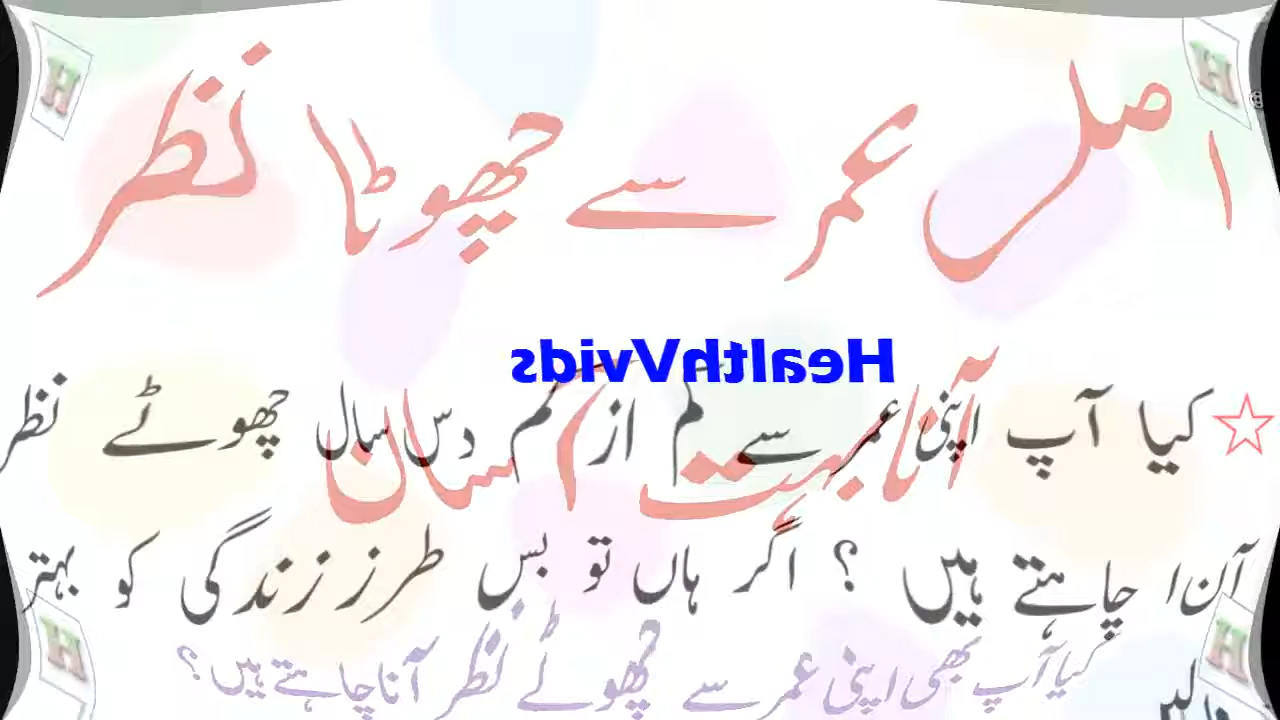 اصل عمر سے چھوٹا نظر
HealthVvids
آنا بہت آسان
☆ کیا آپ اپنی عمر سے کم از کم دس سال چھوٹے نظر
آنا چاہتے ہیں ؟ اگر ہاں تو بس طرز زندگی کو بہتر
کیا آپ بھی اپنی عمر سے چھوٹے نظر آنا چاہتے ہیں ؟